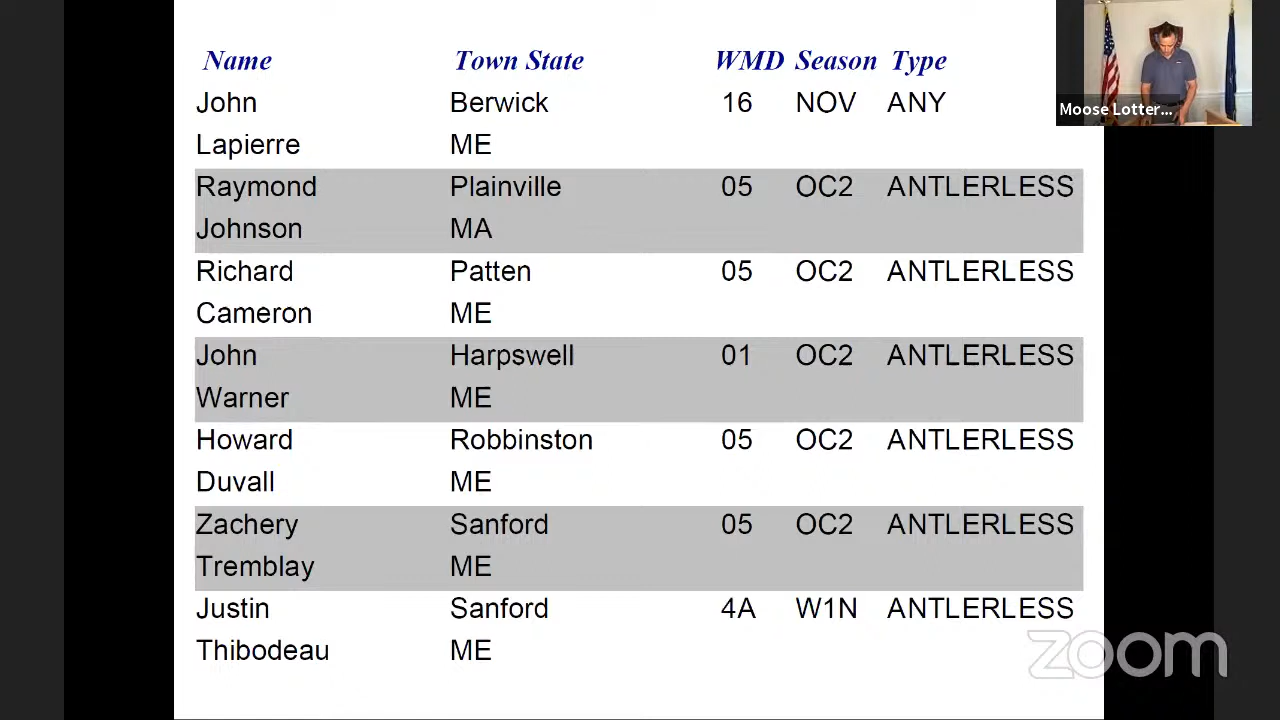 Name Town State WMD Season Type
John Berwick 16 NOV ANY
Lapierre ME
Raymond Plainville 05 OC2 ANTLERLESS
Johnson MA
Richard Patten 05 OC2 ANTLERLESS
Cameron ME
John Harpswell 01 OC2 ANTLERLESS
Warner ME
Howard Robbinston 05 OC2 ANTLERLESS
Duvall ME
Zachery Sanford 05 OC2 ANTLERLESS
Tremblay ME
Justin Sanford 4A W1N ANTLERLESS
Thibodeau ME
Moose Lotter...
zoom